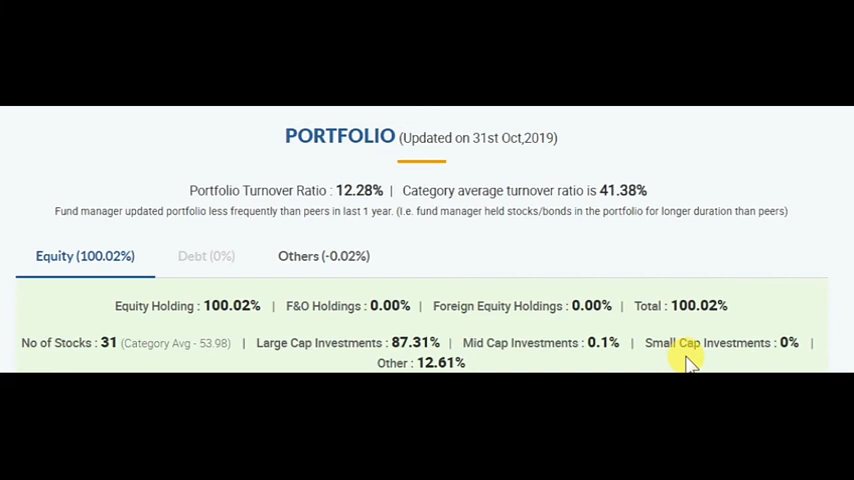 PORTFOLIO (Updated on 31st Oct,2019)
Portfolio Turnover Ratio : 12.28% | Category average turnover ratio is 41.38%
Fund manager updated portfolio less frequently than peers in last 1 year. (I.e. fund manager held stocks/bonds in the portfolio for longer duration than peers)
Equity (100.02%) Debt (0%) Others (-0.02%)
Equity Holding : 100.02% | F&O Holdings : 0.00% | Foreign Equity Holdings : 0.00% | Total : 100.02%
No of Stocks : 31 (Category Avg - 53.98) | Large Cap Investments : 87.31% | Mid Cap Investments : 0.1% | Small Cap Investments : 0% |
Other : 12.61%